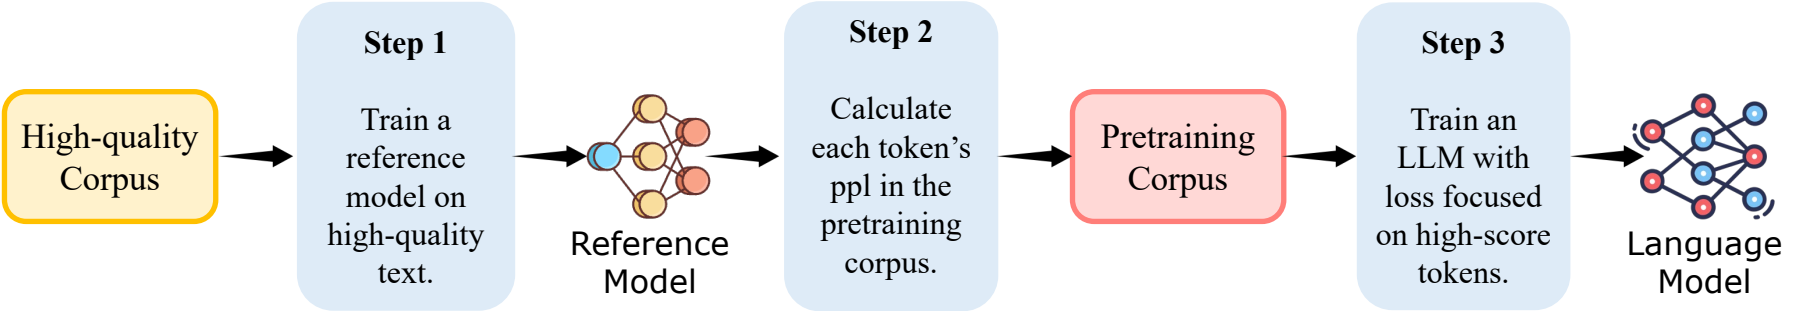 High-quality
Corpus
Step 1
Train a
reference
model on
high-quality
text.
Reference
Model
Step 2
Calculate
each token’s
ppl in the
pretraining
corpus.
Pretraining
Corpus
Step 3
Train an
LLM with
loss focused
on high-score
tokens.
Language
Model